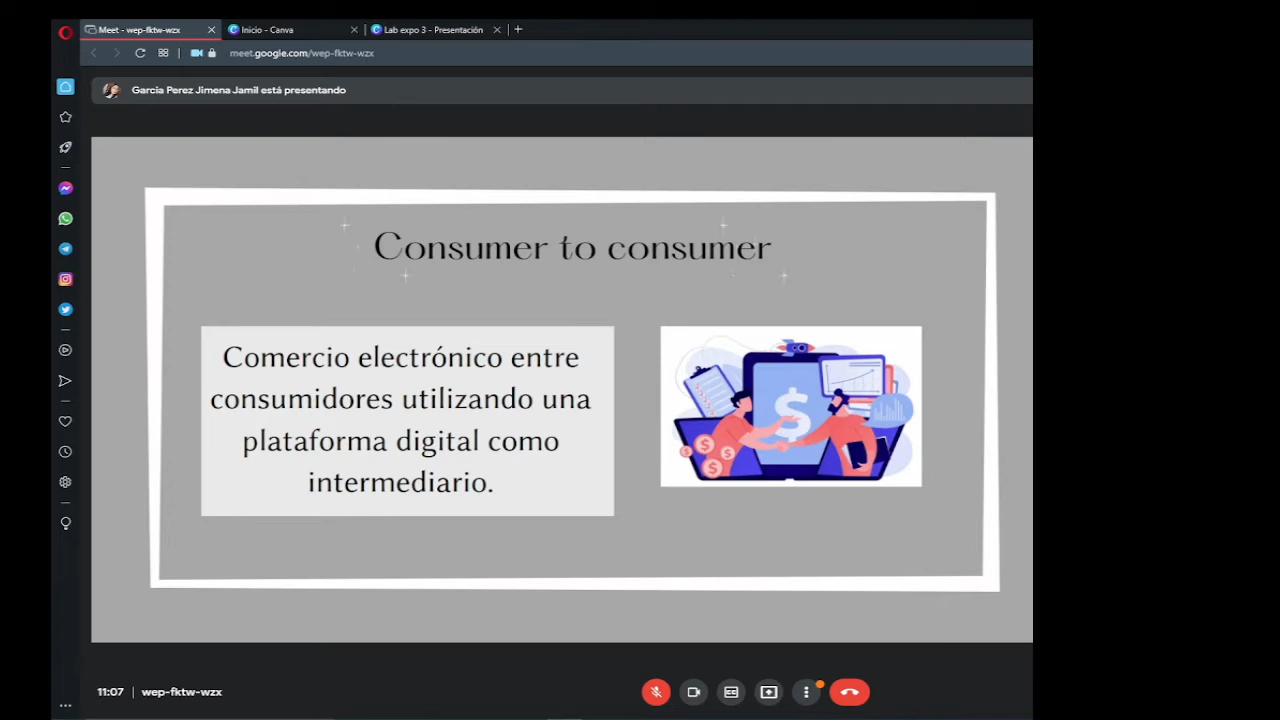 Meet - wep-fktw-wzx
Inicio - Canva
Lab expo 3 - Presentación
meet.google.com/wep-fktw-wzx
Garcia Perez Jimena Jamil está presentando
Consumer to consumer
Comercio electrónico entre
consumidores utilizando una
plataforma digital como
intermediario.
11:07 | wep-fktw-wzx